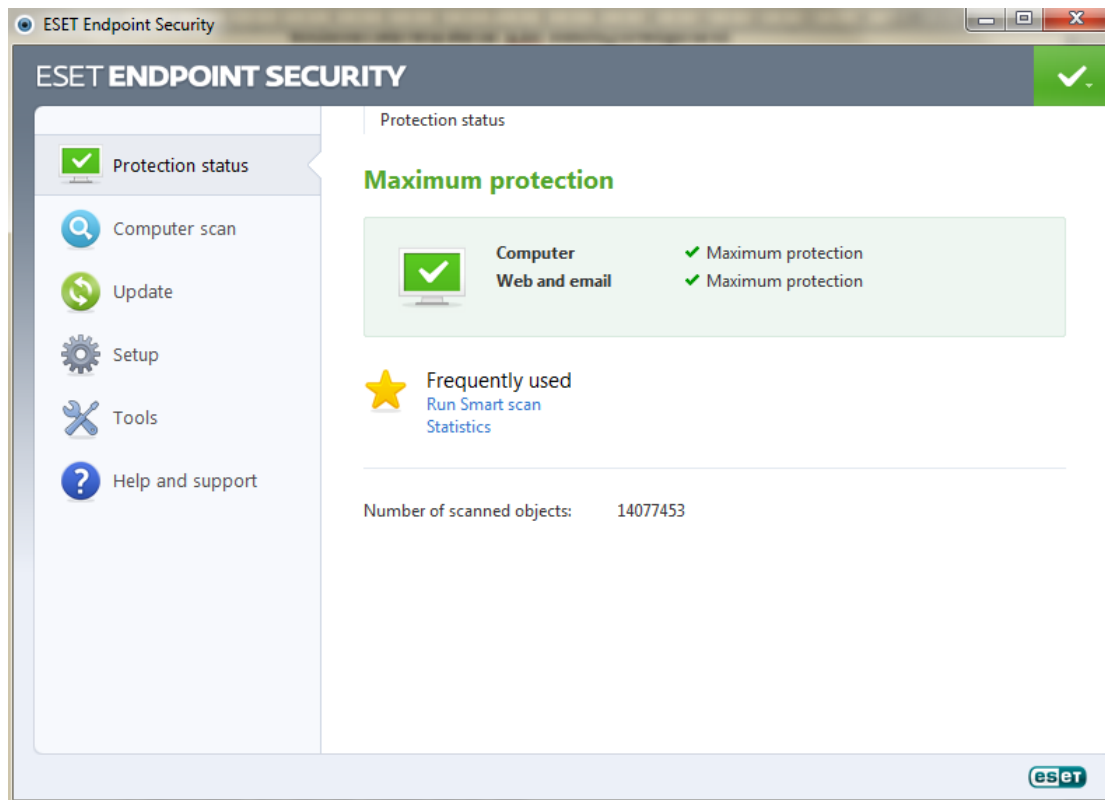 ESET Endpoint Security
ESET ENDPOINT SECURITY
Protection status
Protection status
Computer scan
Update
Setup
Tools
Help and support
Maximum protection
Computer Maximum protection
Web and email Maximum protection
Frequently used
Run Smart scan
Statistics
Number of scanned objects: 14077453
eseT